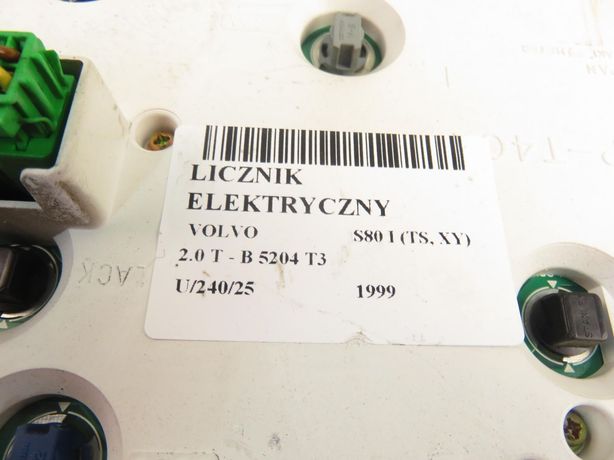 LICZNIK
ELEKTRYCZNY
VOLVO S80 I (TS, XY)
2.0 T - B 5204 T3
U/240/25 1999